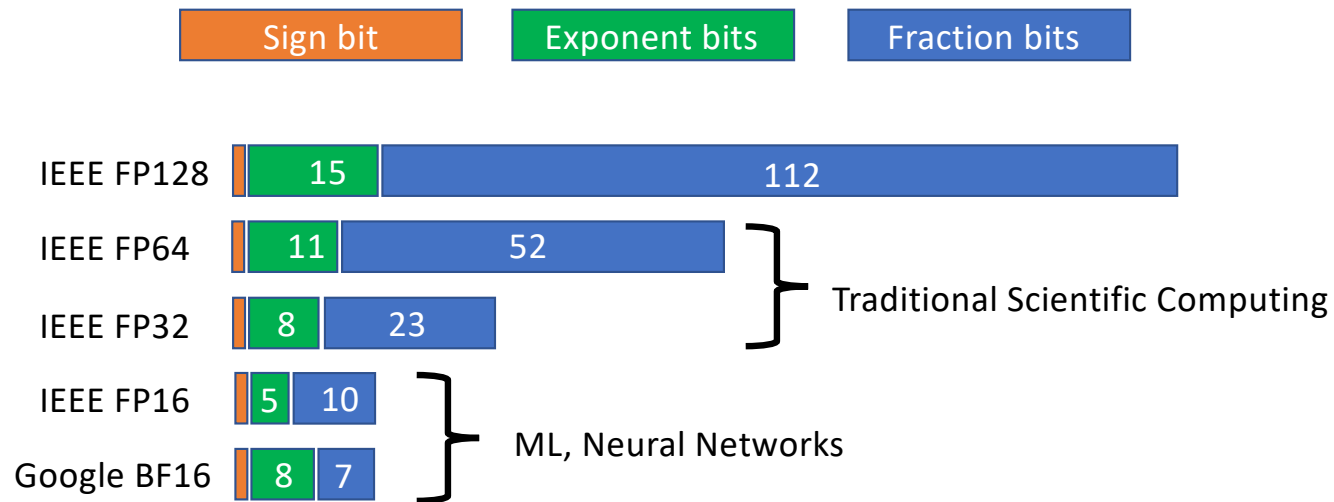 Sign bit Exponent bits Fraction bits
IEEE FP128 15 112
IEEE FP64 11 52
Traditional Scientific Computing
IEEE FP32 8 23
IEEE FP16 5 10
ML, Neural Networks
Google BF16 8 7